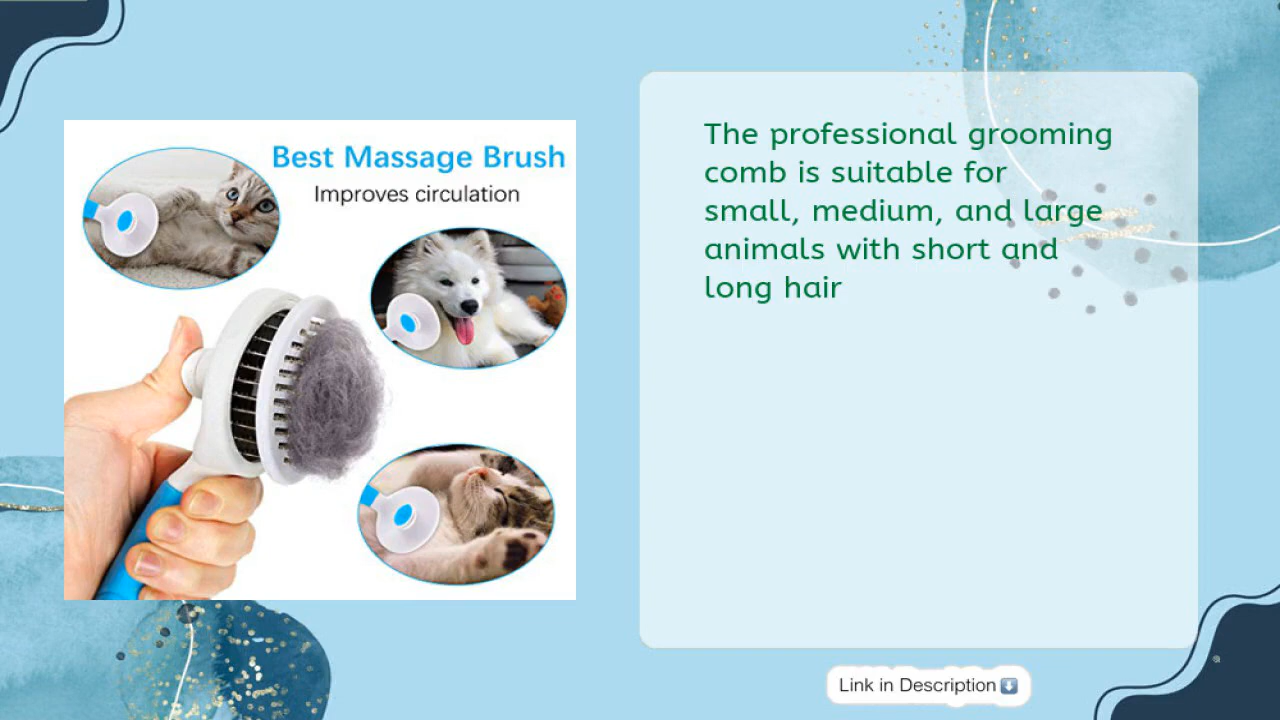 Best Massage Brush
Improves circulation
The professional grooming
comb is suitable for
small, medium, and large
animals with short and
long hair
Link in Description⬇️